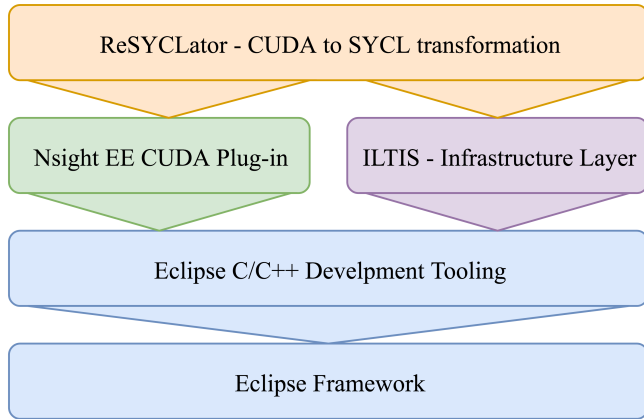 ReSYCLator - CUDA to SYCL transformation
Nsight EE CUDA Plug-in
ILTIS - Infrastructure Layer
Eclipse C/C++ Develpment Tooling
Eclipse Framework